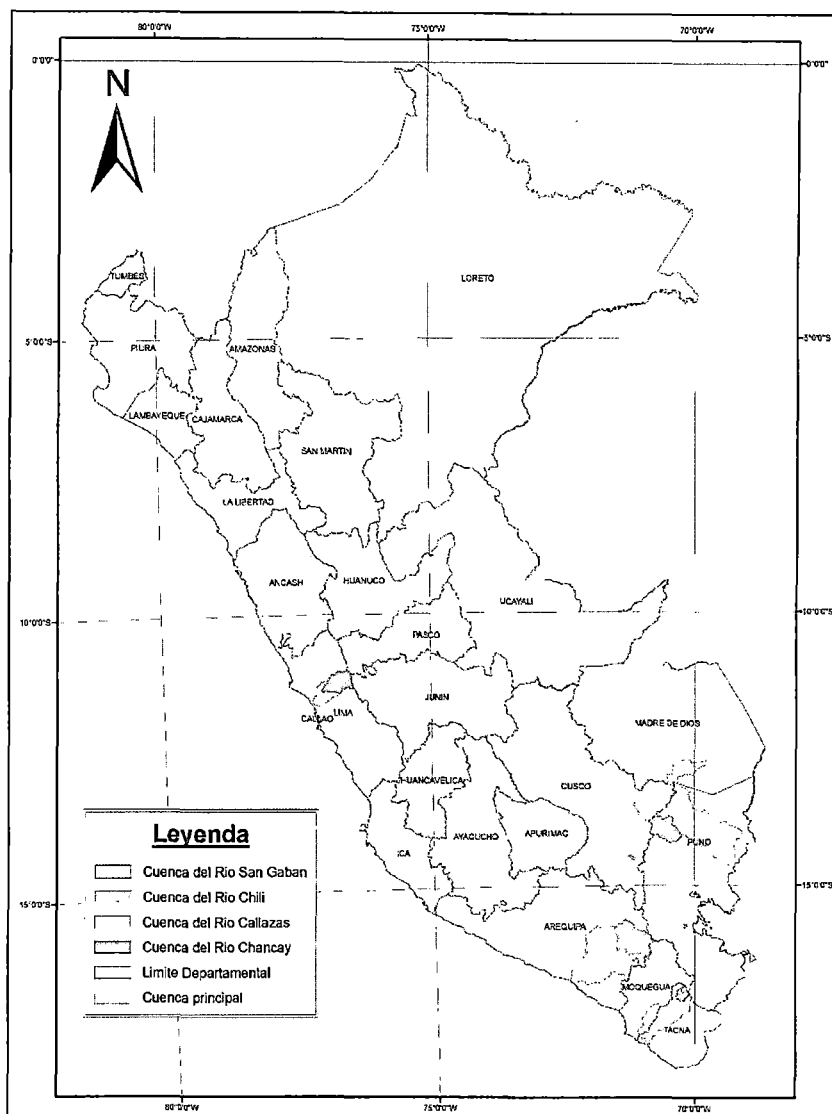 80°0'0"W
75°0'0"W
70°0'0"W
0°0'0"
0°0'0"
N
TUMBES
LORETO
5°0'0"S
PIURA
AMAZONAS
5°0'0"S
LAMBAYEQUE
CAJAMARCA
SAN MARTIN
LA LIBERTAD
ANCASH
HUANUCO
UCAYALI
10°0'0"S
10°0'0"S
PASCO
JUNIN
CALLAO
LIMA
MADRE DE DIOS
HUANCAVELICA
CUSCO
ICA
AYACUCHO
APURIMAC
PUNO
15°0'0"S
15°0'0"S
AREQUIPA
MOQUEGUA
TACNA
Leyenda
Cuenca del Rio San Gaban
Cuenca del Rio Chili
Cuenca del Rio Callazas
Cuenca del Rio Chancay
Limite Departamental
Cuenca principal
80°0'0"W
75°0'0"W
70°0'0"W